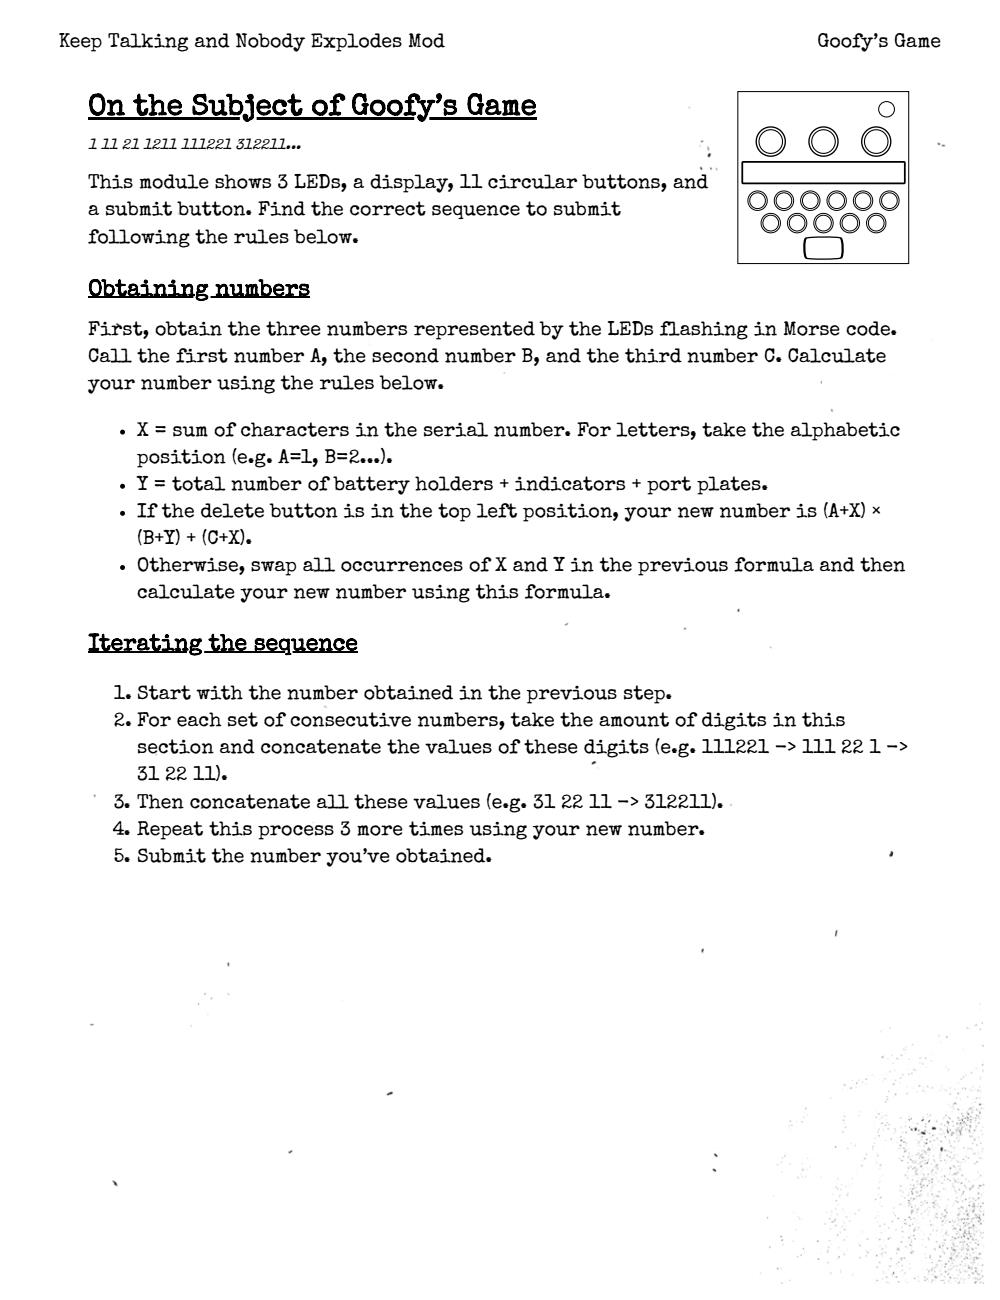 Keep Talking and Nobody Explodes Mod
Goofy's Game
On the Subject of Goofy's Game
1 11 21 1211 111221 312211...
This module shows 3 LEDs, a display, 11 circular buttons, and
a submit button. Find the correct sequence to submit
following the rules below.
Obtaining numbers
First, obtain the three numbers represented by the LEDs flashing in Morse code.
Call the first number A, the second number B, and the third number C. Calculate
your number using the rules below.
• X = sum of characters in the serial number. For letters, take the alphabetic
position (e.g. A=1, B=2...).
• Y = total number of battery holders + indicators + port plates.
• If the delete button is in the top left position, your new number is (A+X) ×
(B+Y) + (C+X).
• Otherwise, swap all occurrences of X and Y in the previous formula and then
calculate your new number using this formula.
Iterating the sequence
1. Start with the number obtained in the previous step.
2. For each set of consecutive numbers, take the amount of digits in this
section and concatenate the values of these digits (e.g. 111221 -> 111 22 1 ->
31 22 11).
3. Then concatenate all these values (e.g. 31 22 11 -> 312211).
4. Repeat this process 3 more times using your new number.
5. Submit the number you've obtained.